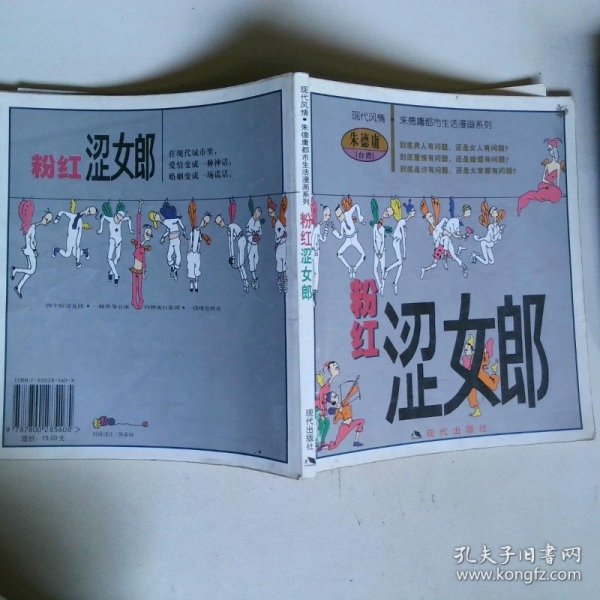 粉红 涩女郎
在现代城市里,
爱情变成一种神话。
婚姻变成一场谎话。
ISBN 7-80028-560-X
9 787800 285608 >
定价:15.00元
现代风情·朱德庸都市生活漫画系列
粉红涩女郎
现代出版社
现代风情·朱德庸都市生活漫画系列
朱德庸
[台湾]
到底男人有问题,还是女人有问题?
到底爱情有问题,还是婚姻有问题?
到底是你有问题,还是大家都有问题?
粉红
涩女郎
现代出版社
孔夫子旧书网
www.kongfz.com